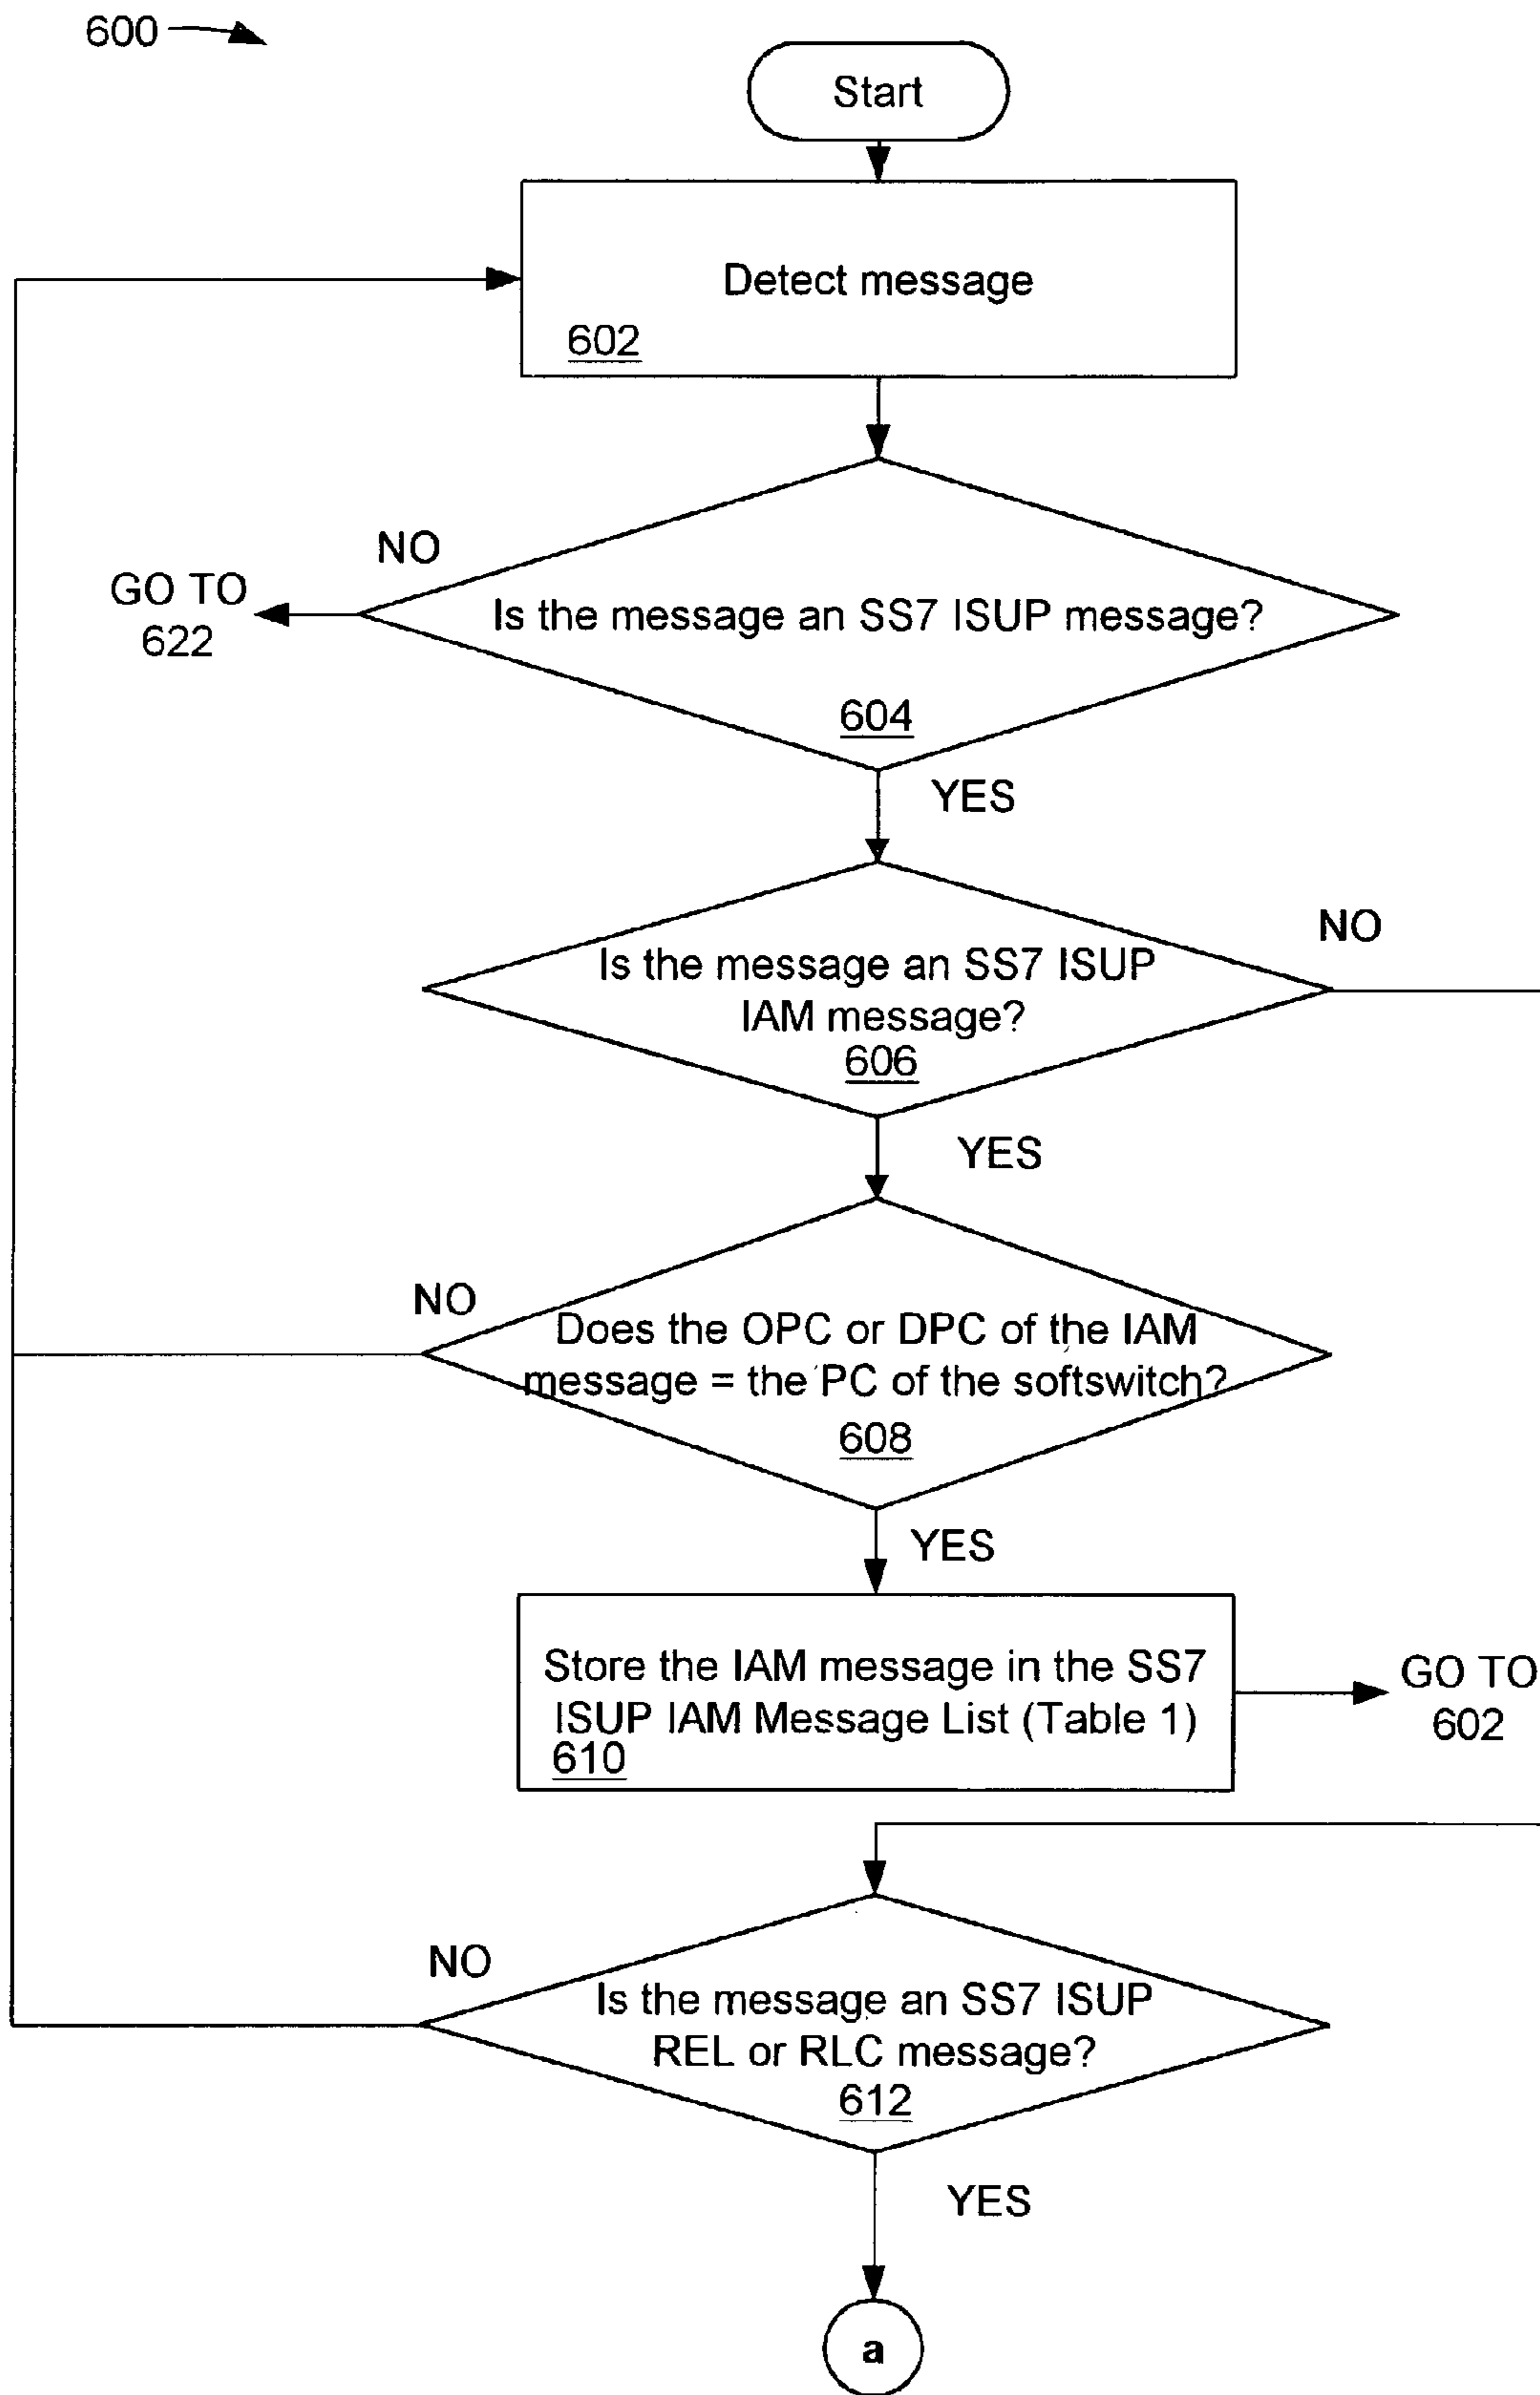 600
Start
Detect message
602
NO
GO TO
622
Is the message an SS7 ISUP message?
604
YES
NO
Is the message an SS7 ISUP
IAM message?
606
YES
NO
Does the OPC or DPC of the IAM
message = the PC of the softswitch?
608
YES
Store the IAM message in the SS7
ISUP IAM Message List (Table 1)
610
GO TO
602
NO
Is the message an SS7 ISUP
REL or RLC message?
612
YES
a